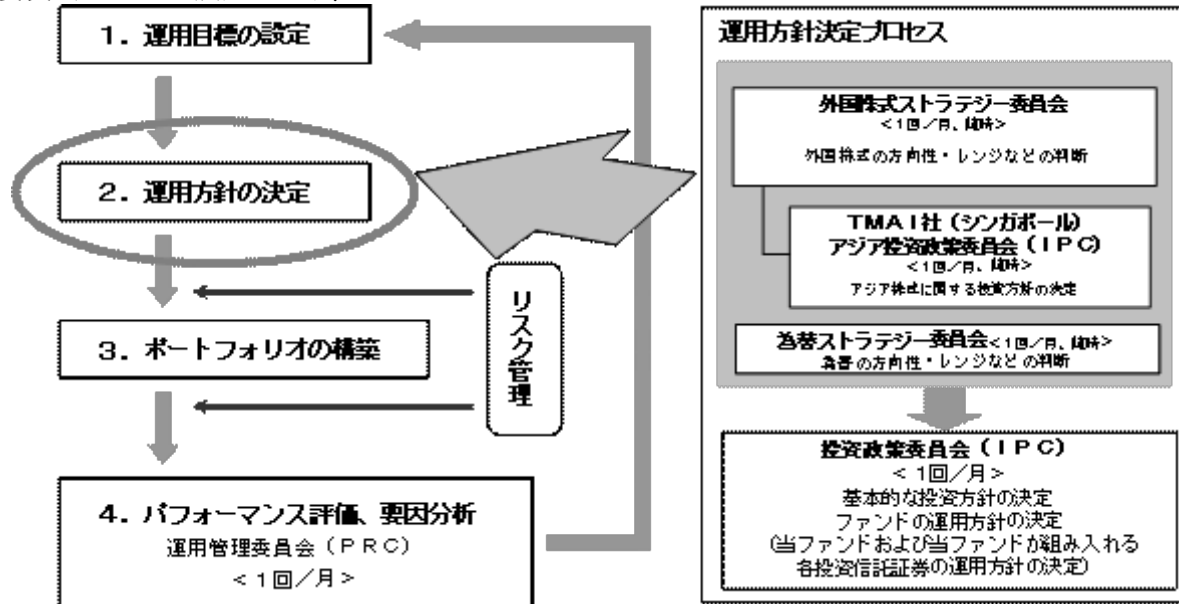 1. 運用目標の設定
2. 運用方針の決定
3. ポートフォリオの構築
4. パフォーマンス評価、要因分析
運用管理委員会(PRC)
<1回/月>
リスク管理
運用方針決定プロセス
外国株式ストラテジー委員会
<1回/月、臨時>
外国株式の方向性・レンジなどの判断
TMAI社(シンガポール)
アジア投資政策委員会(IPC)
<1回/月、臨時>
アジア株式に関する投資方針の決定
為替ストラテジー委員会<1回/月、臨時>
為替の方向性・レンジなどの判断
投資政策委員会(IPC)
<1回/月>
基本的な投資方針の決定
ファンドの運用方針の決定
(当ファンドおよび当ファンドが組み入れる
各投資信託証券の運用方針の決定)